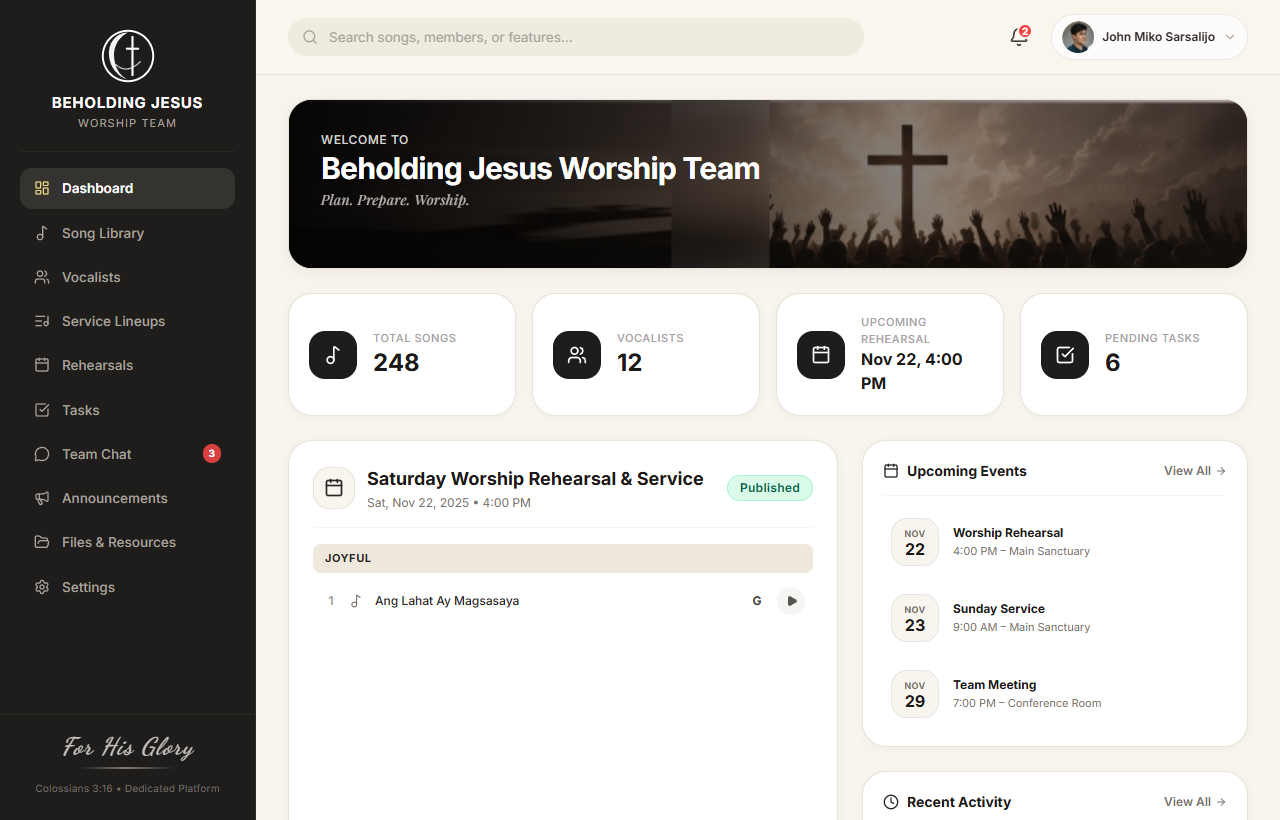 BEHOLDING JESUS
WORSHIP TEAM
Dashboard
Song Library
Vocalists
Service Lineups
Rehearsals
Tasks
Team Chat
3
Announcements
Files & Resources
Settings
For His Glory
Colossians 3:16 • Dedicated Platform
Search songs, members, or features...
2
John Miko Sarsalijo
WELCOME TO
Beholding Jesus Worship Team
Plan. Prepare. Worship.
TOTAL SONGS
248
VOCALISTS
12
UPCOMING
REHEARSAL
Nov 22, 4:00
PM
PENDING TASKS
6
Saturday Worship Rehearsal & Service
Sat, Nov 22, 2025 • 4:00 PM
Published
JOYFUL
1 Ang Lahat Ay Magsasaya G
Upcoming Events
View All →
NOV
22
Worship Rehearsal
4:00 PM – Main Sanctuary
NOV
23
Sunday Service
9:00 AM – Main Sanctuary
NOV
29
Team Meeting
7:00 PM – Conference Room
Recent Activity
View All →